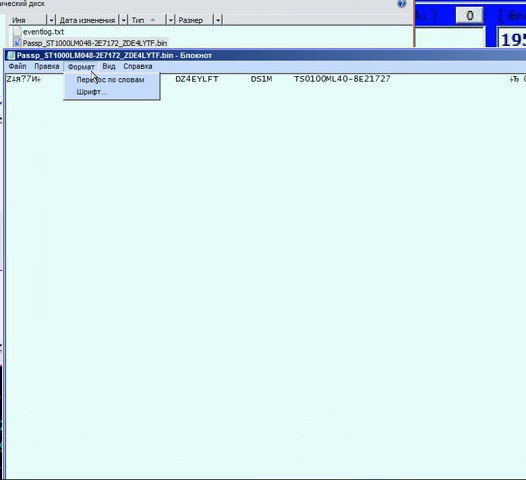 ический диск
Имя Дата изменения Тип Размер
eventlog.txt
Passp_ST1000LM048-2E7172_ZDE4LYTF.bin
0
195
Passp_ST1000LM048-2E7172_ZDE4LYTF.bin - Блокнот
Файл Правка Формат Вид Справка
DZ4EYLFT DS1M TS0100ML40-8E21727
Перенос по словам
Шрифт...